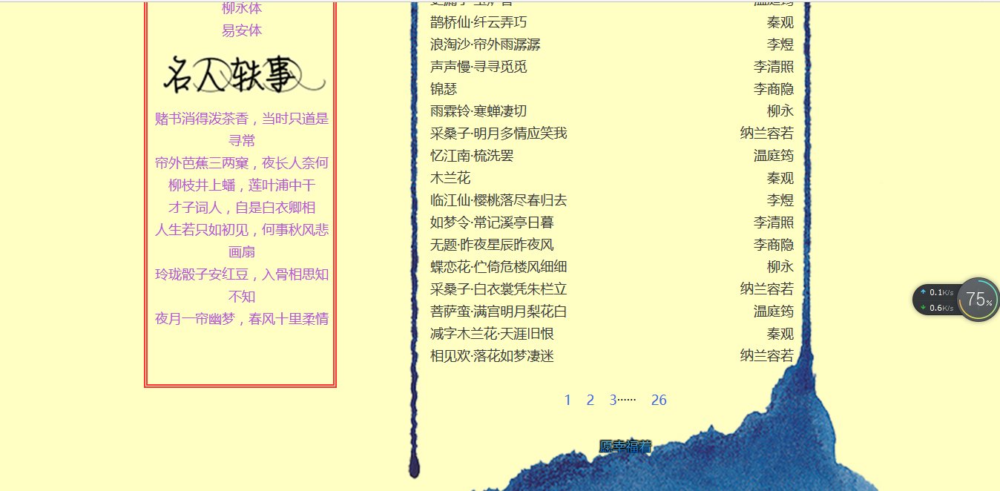 柳永体
易安体
名人轶事
赌书消得泼茶香，当时只道是
寻常
帘外芭蕉三两窠，夜长人奈何
柳枝井上蟠，莲叶浦中干
才子词人，自是白衣卿相
人生若只如初见，何事秋风悲
画扇
玲珑骰子安红豆，入骨相思知
不知
夜月一帘幽梦，春风十里柔情
鹊桥仙·纤云弄巧 秦观
浪淘沙·帘外雨潺潺 李煜
声声慢·寻寻觅觅 李清照
锦瑟 李商隐
雨霖铃·寒蝉凄切 柳永
采桑子·明月多情应笑我 纳兰容若
忆江南·梳洗罢 温庭筠
木兰花 秦观
临江仙·樱桃落尽春归去 李煜
如梦令·常记溪亭日暮 李清照
无题·昨夜星辰昨夜风 李商隐
蝶恋花·伫倚危楼风细细 柳永
采桑子·白衣裳凭朱栏立 纳兰容若
菩萨蛮·满宫明月梨花白 温庭筠
减字木兰花·天涯旧恨 秦观
相见欢·落花如梦凄迷 纳兰容若
1 2 3······ 26
愿幸福着
0.1K/s
0.6K/s
75%